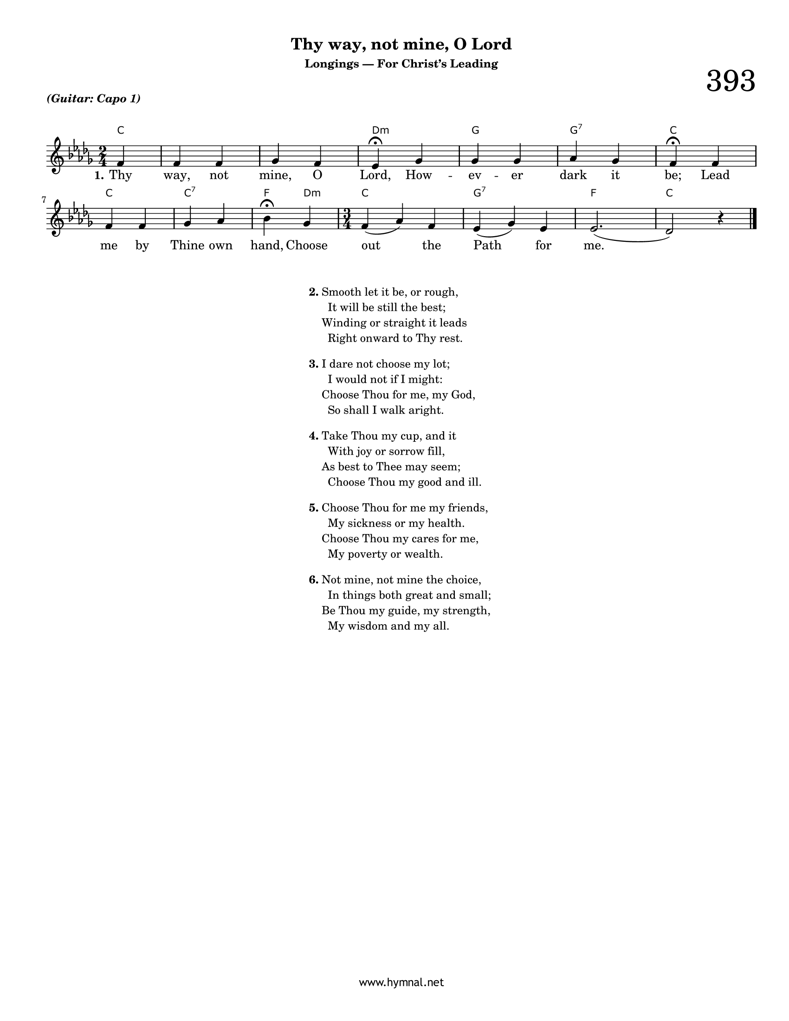 Thy way, not mine, O Lord
Longings — For Christ's Leading
393
(Guitar: Capo 1)
C Dm G G7 C
1. Thy way, not mine, O Lord, How - ev - er dark it be; Lead
7
C C7 F Dm C G7 F C
me by Thine own hand, Choose out the Path for me.
2. Smooth let it be, or rough,
It will be still the best;
Winding or straight it leads
Right onward to Thy rest.
3. I dare not choose my lot;
I would not if I might:
Choose Thou for me, my God,
So shall I walk aright.
4. Take Thou my cup, and it
With joy or sorrow fill,
As best to Thee may seem;
Choose Thou my good and ill.
5. Choose Thou for me my friends,
My sickness or my health.
Choose Thou my cares for me,
My poverty or wealth.
6. Not mine, not mine the choice,
In things both great and small;
Be Thou my guide, my strength,
My wisdom and my all.
www.hymnal.net